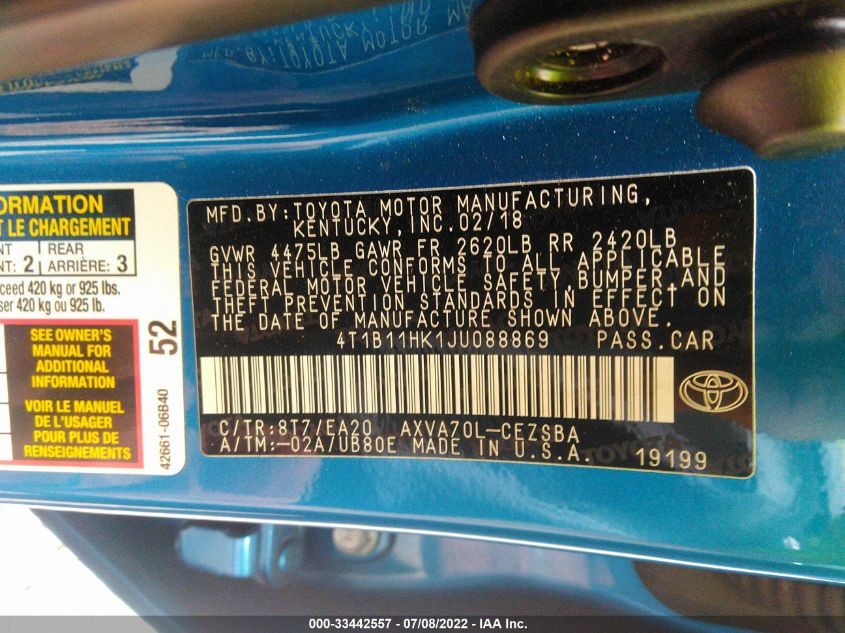 ORMATION
T LE CHARGEMENT
NT REAR
NT: 2 ARRIÈRE: 3
ceed 420 kg or 925 lbs.
ser 420 kg ou 925 lb.
SEE OWNER'S
MANUAL FOR
ADDITIONAL
INFORMATION
VOIR LE MANUEL
DE L'USAGER
POUR PLUS DE
RENSEIGNEMENTS
52
42661-06B40
MFD.BY:TOYOTA MOTOR MANUFACTURING,
KENTUCKY,INC.02/18
GVWR 4475LB GAWR FR 2620LB RR 2420LB
THIS VEHICLE CONFORMS TO ALL APPLICABLE
FEDERAL MOTOR VEHICLE SAFETY,BUMPER,AND
THEFT PREVENTION STANDARDS IN EFFECT ON
THE DATE OF MANUFACTURE SHOWN ABOVE.
4T1B11HK1JU088869 PASS.CAR
C/TR:8T7/EA20 AXVA70L-CEZSBA
A/TM:-02A/UB80E MADE IN U.S.A. 19199
000-33442557 - 07/08/2022 - IAA Inc.